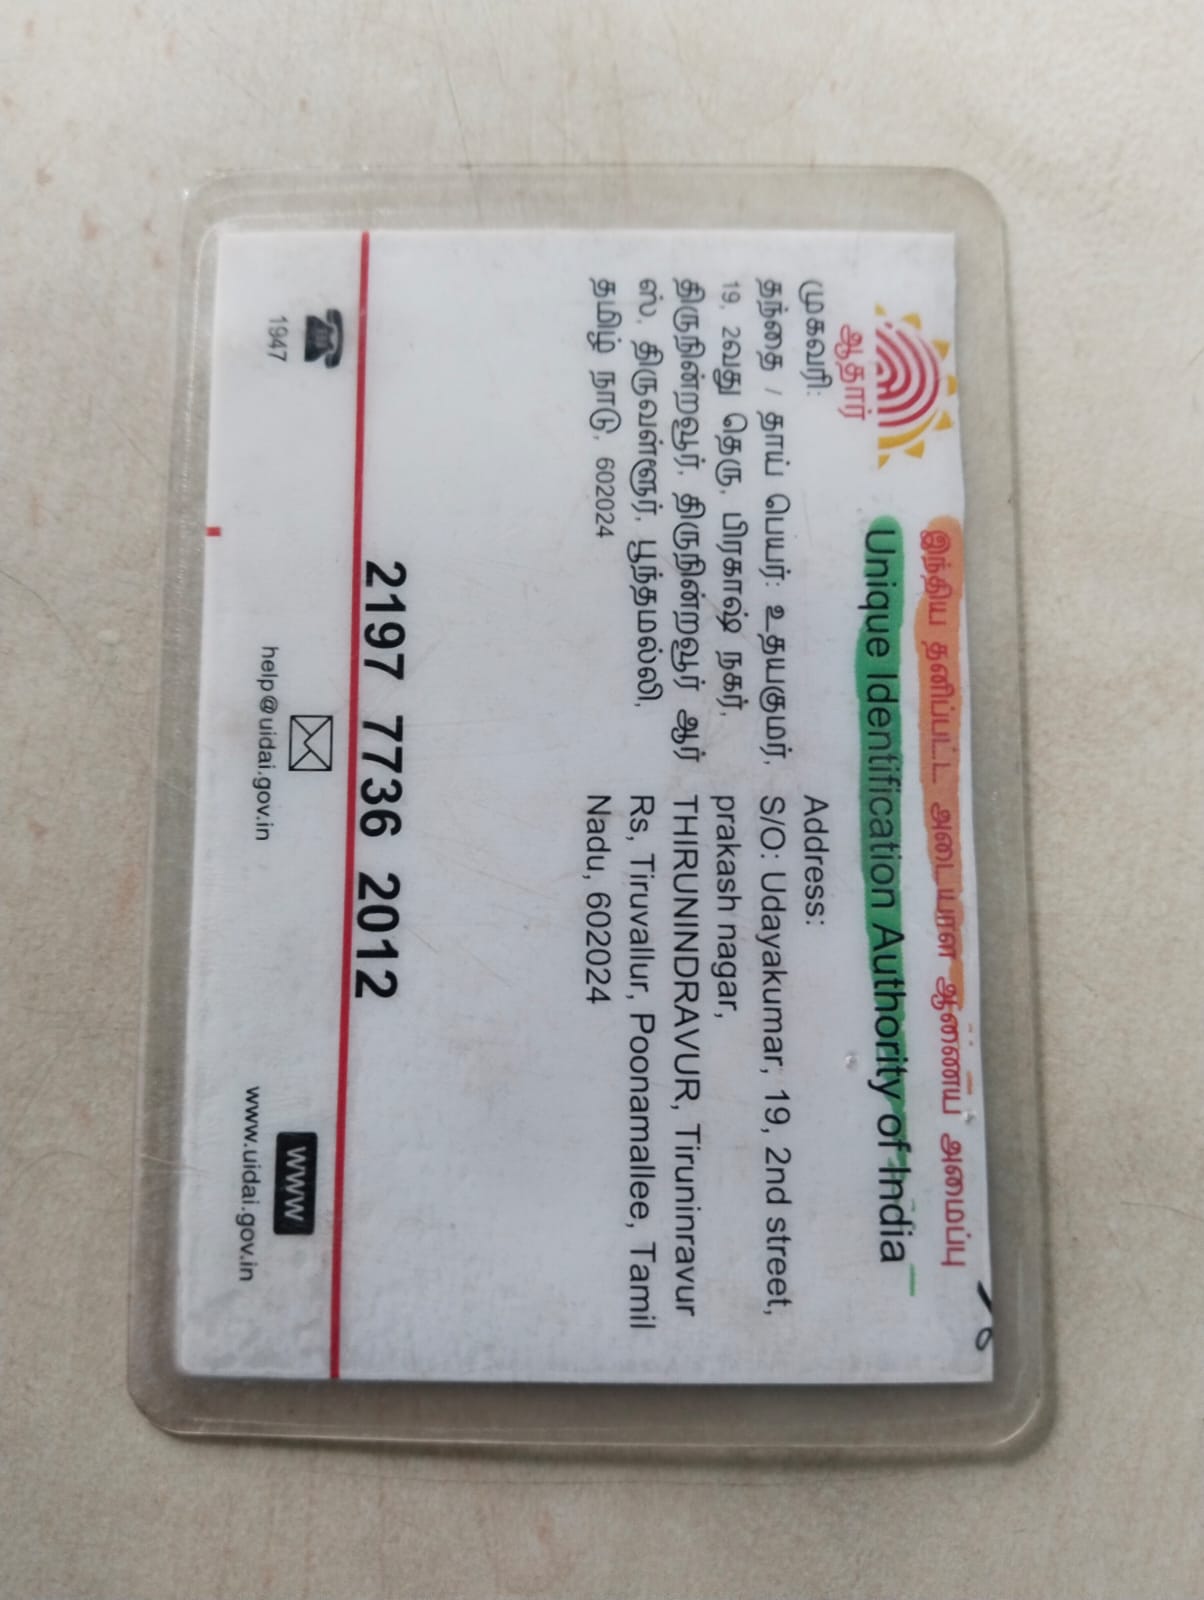 ஆதார்
இந்திய தனிப்பட்ட அடையாள ஆணைய அமைப்பு
Unique Identification Authority of India
முகவரி:
தந்தை / தாய் பெயர்: உதயகுமர்,
19, 2வது தெரு, பிரகாஷ் நகர்,
திருநின்றவூர், திருநின்றவூர் ஆர்
ஸ், திருவள்ளூர், பூந்தமல்லி,
தமிழ் நாடு, 602024
Address:
S/O: Udayakumar, 19, 2nd street,
prakash nagar,
THIRUNINDRAVUR, Tiruninravur
Rs, Tiruvallur, Poonamallee, Tamil
Nadu, 602024
2197 7736 2012
1947
help@uidai.gov.in
www
www.uidai.gov.in